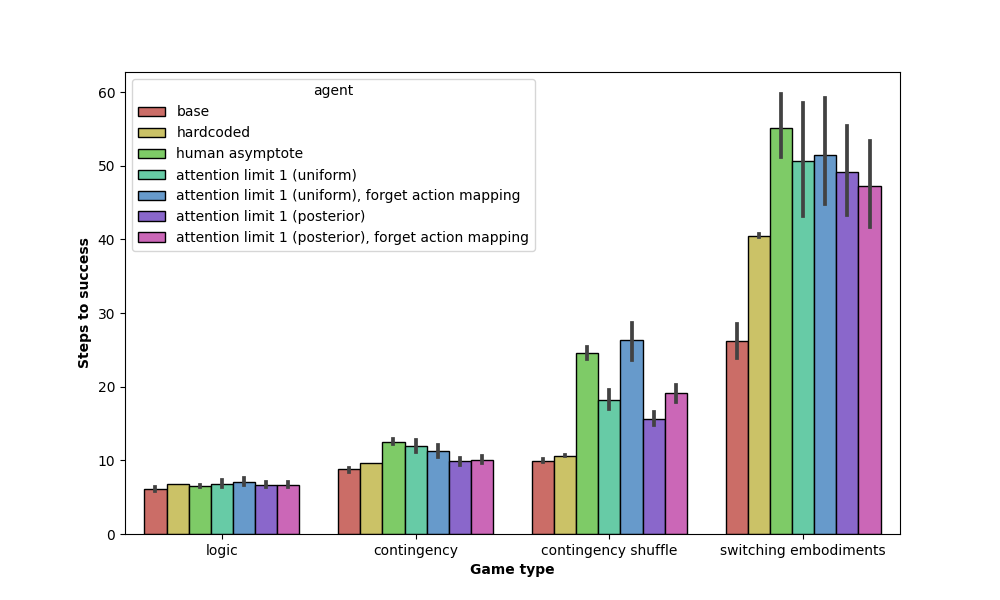 agent
base
hardcoded
human asymptote
attention limit 1 (uniform)
attention limit 1 (uniform), forget action mapping
attention limit 1 (posterior)
attention limit 1 (posterior), forget action mapping
Steps to success
60
50
40
30
20
10
0
logic contingency contingency shuffle switching embodiments
Game type